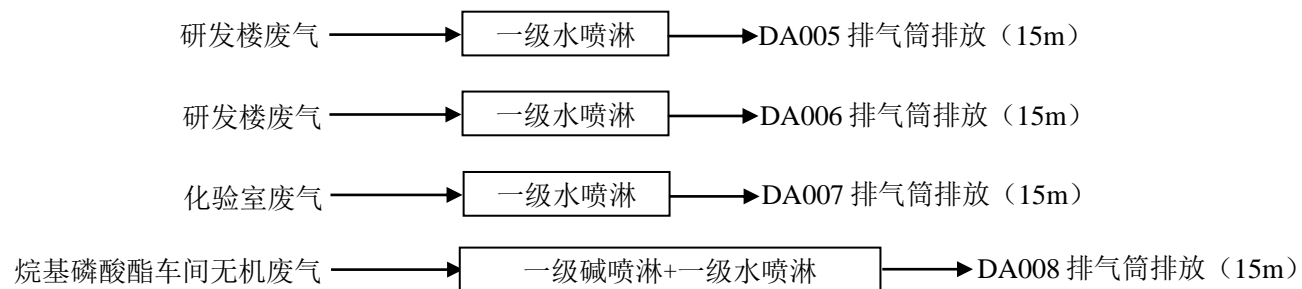 研发楼废气 一级水喷淋 DA005 排气筒排放（15m）
研发楼废气 一级水喷淋 DA006 排气筒排放（15m）
化验室废气 一级水喷淋 DA007 排气筒排放（15m）
烷基磷酸酯车间无机废气 一级碱喷淋+一级水喷淋 DA008 排气筒排放（15m）